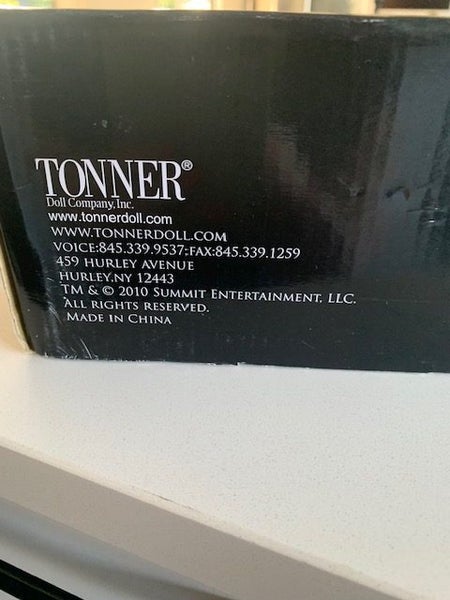 TONNER®
Doll Company, Inc.
www.tonnerdoll.com
WWW.TONNERDOLL.COM
VOICE:845.339.9537;FAX:845.339.1259
459 HURLEY AVENUE
HURLEY,NY 12443
TM & © 2010 SUMMIT ENTERTAINMENT, LLC.
ALL RIGHTS RESERVED.
MADE IN CHINA